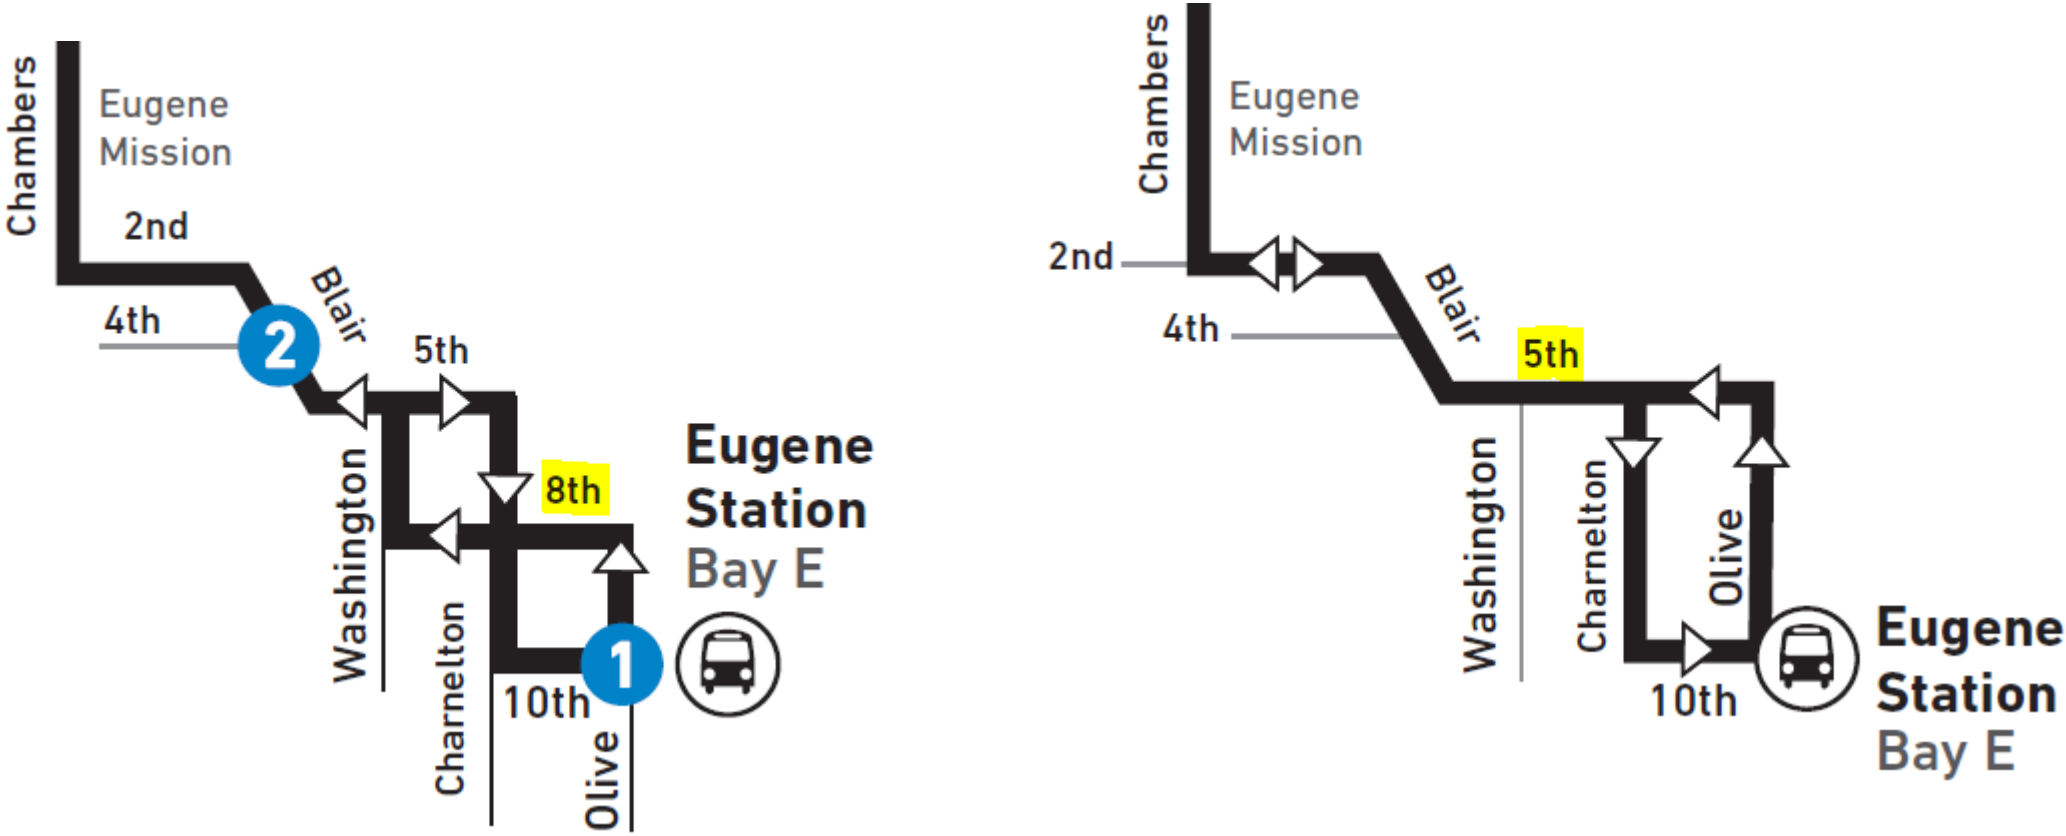 Chambers
Eugene
Mission
2nd
4th
2
Blair
5th
8th
Washington
Charnelton
10th
1
Olive
Eugene
Station
Bay E
Chambers
Eugene
Mission
2nd
4th
Blair
5th
Washington
Charnelton
Olive
10th
Eugene
Station
Bay E